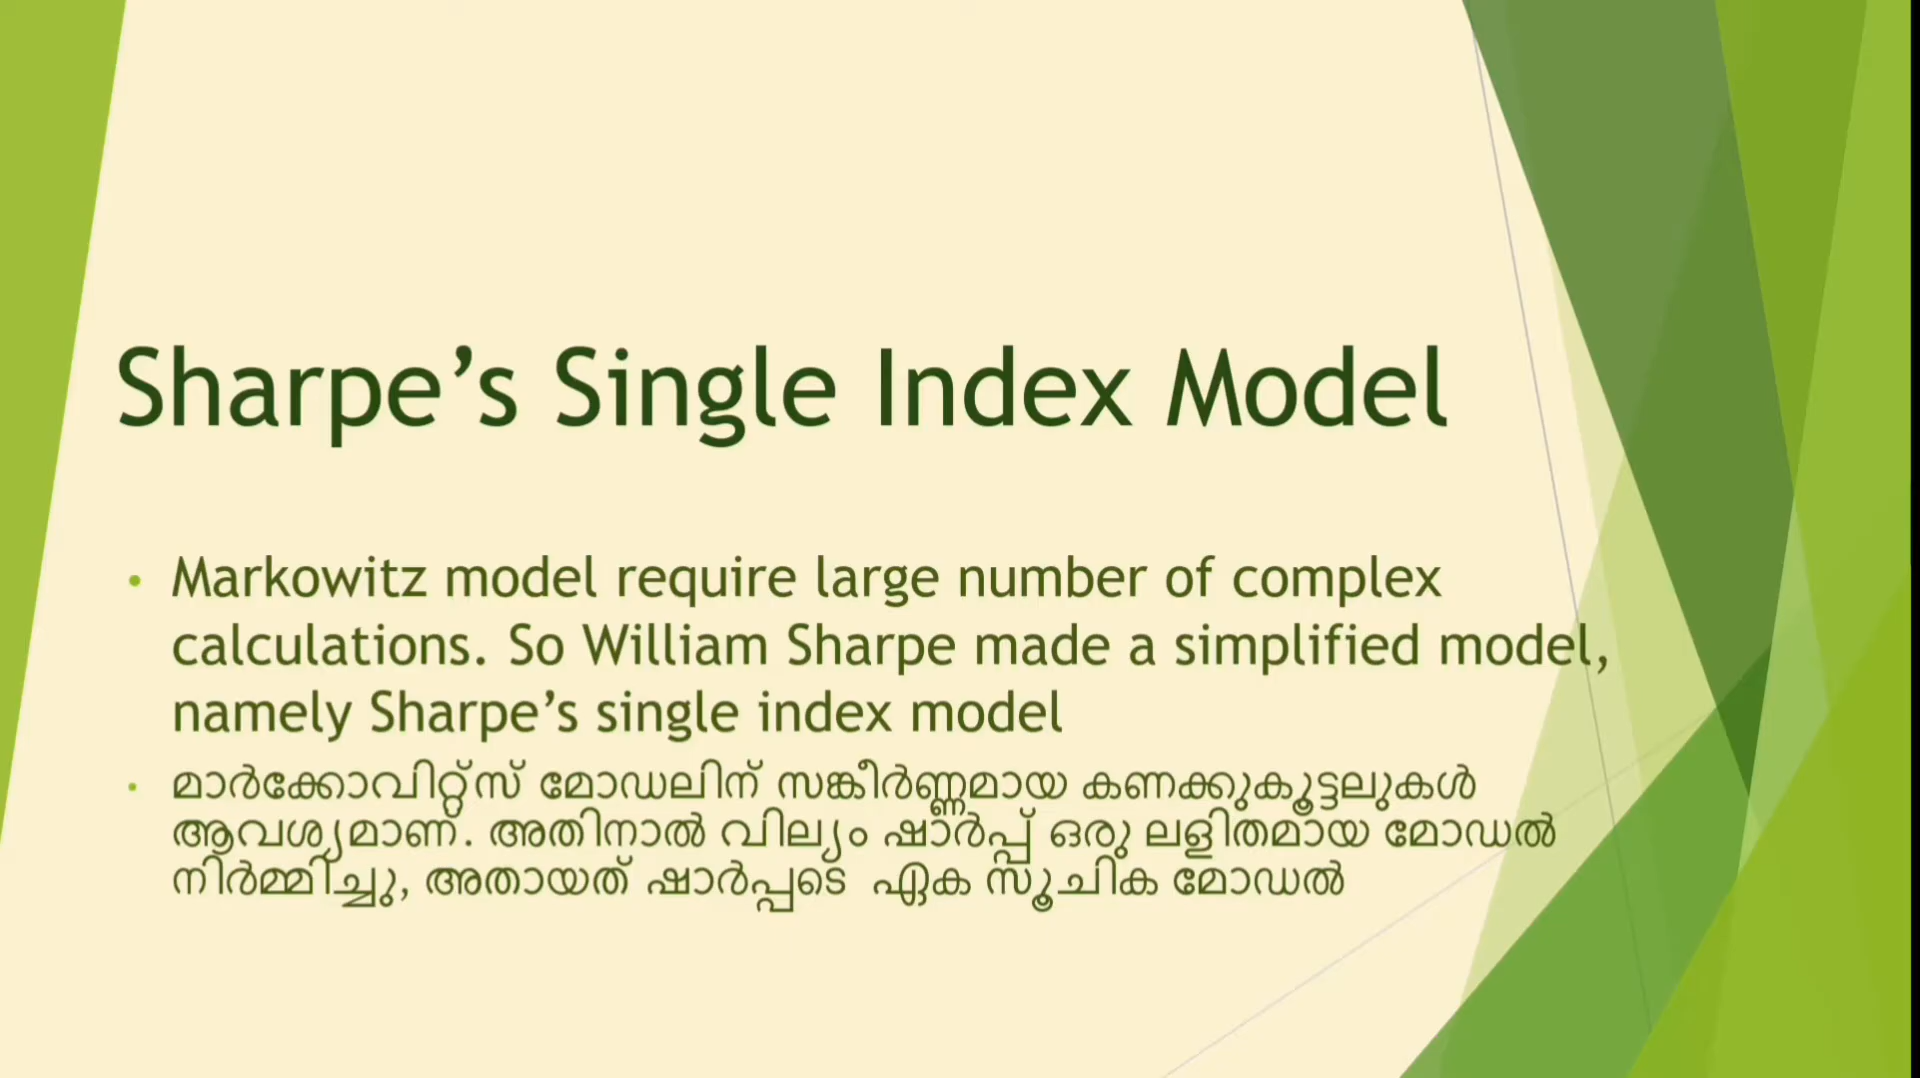 Sharpe’s Single Index Model
• Markowitz model require large number of complex
calculations. So William Sharpe made a simplified model,
namely Sharpe’s single index model
• മാർക്കോവിറ്റ്സ് മോഡലിന് സങ്കീർണ്ണമായ കണക്കുകൂട്ടലുകൾ
ആവശ്യമാണ്. അതിനാൽ വില്യം ഷാർപ്പ് ഒരു ലളിതമായ മോഡൽ
നിർമ്മിച്ചു, അതായത് ഷാർപ്പടെ ഏക സൂചിക മോഡൽ